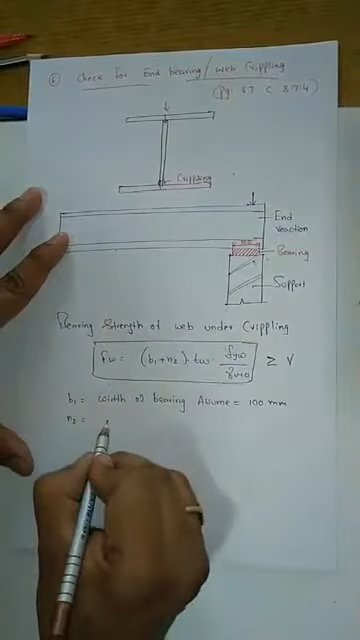 ⑥ Check for End bearing / web Crippling
(Pg. 67 C 8.7.4)
Crippling
End
reaction
100
Bearing
Support
Bearing Strength of web under Crippling
Fw = (b₁ + n₂) · tw · fyw / γm0 ≥ V
b₁ = width of bearing Assume = 100 mm
n₂ =